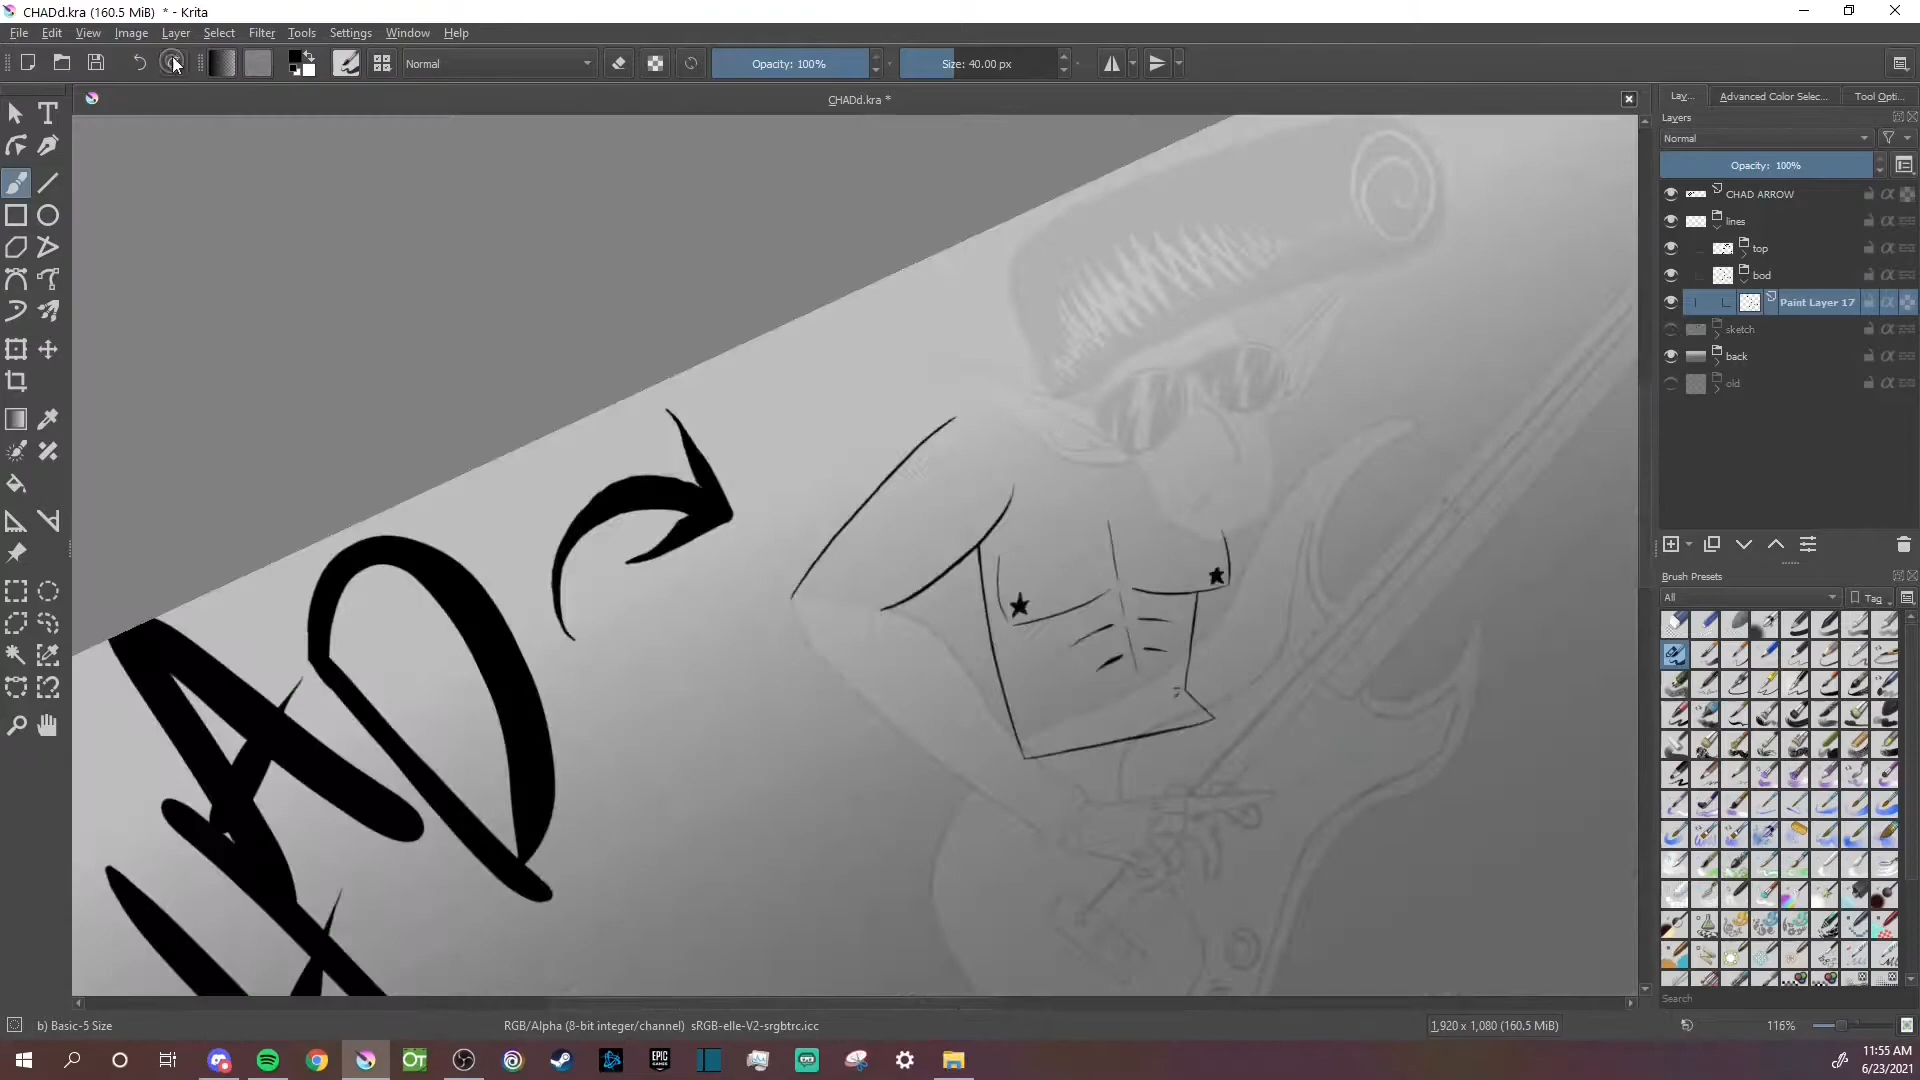 CHADd.kra (160.5 MiB) * - Krita
File Edit View Image Layer Select Filter Tools Settings Window Help
Normal Opacity: 100% Size: 40.00 px
CHADd.kra *
Lay... Advanced Color Selec... Tool Opti...
Layers
Normal
Opacity: 100%
CHAD ARROW
lines
top
bod
Paint Layer 17
sketch
back
old
Brush Presets
All Tag
Search
AD
b) Basic-5 Size RGB/Alpha (8-bit integer/channel) sRGB-elle-V2-srgbtrc.icc 1,920 x 1,080 (160.5 MiB) 116%
OT
EPIC GAMES
11:55 AM
6/23/2021